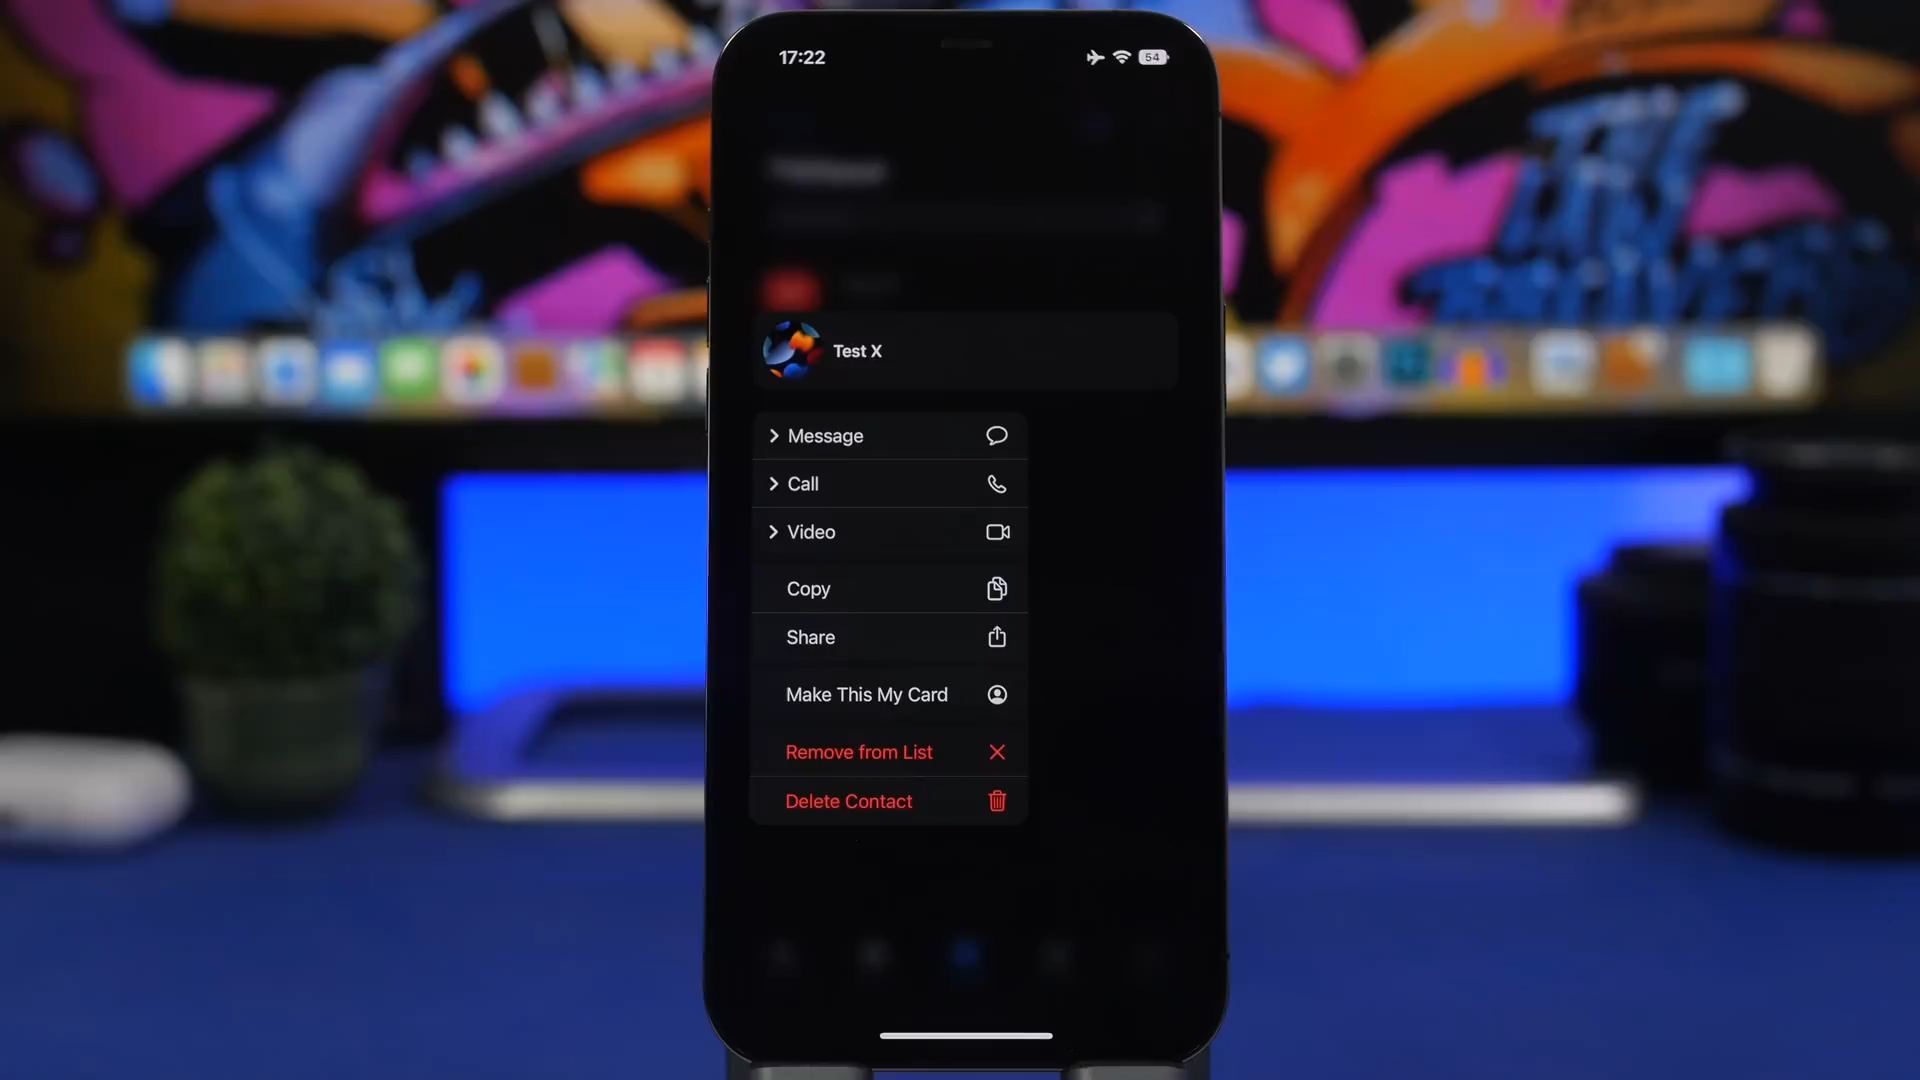 17:22
54
Test X
Message
Call
Video
Copy
Share
Make This My Card
Remove from List
Delete Contact